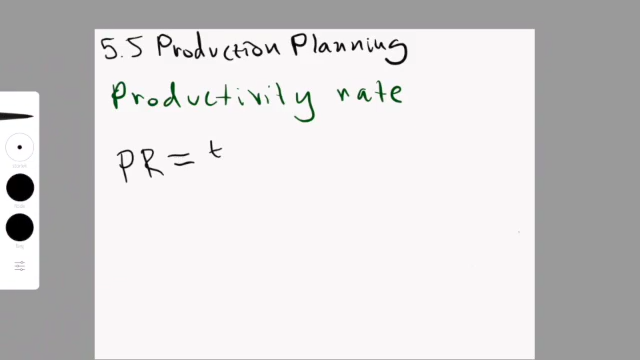 5.5 Production Planning
Productivity rate
PR = t